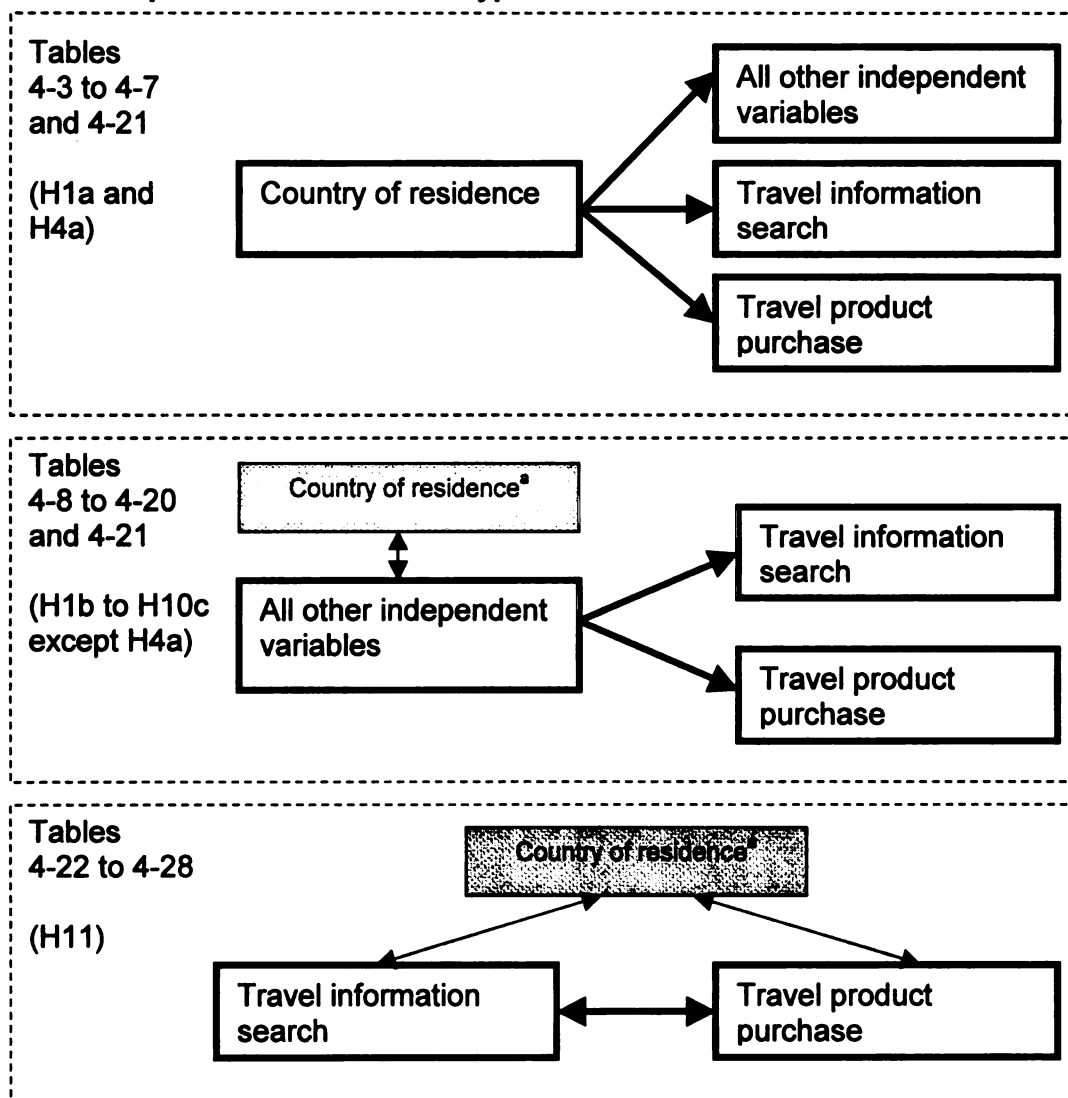 Tables
4-3 to 4-7
and 4-21
(H1a and
H4a)
Country of residence
All other independent
variables
Travel information
search
Travel product
purchase
Tables
4-8 to 4-20
and 4-21
(H1b to H10c
except H4a)
Country of residenceª
All other independent
variables
Travel information
search
Travel product
purchase
Tables
4-22 to 4-28
(H11)
Country of residenceª
Travel information
search
Travel product
purchase